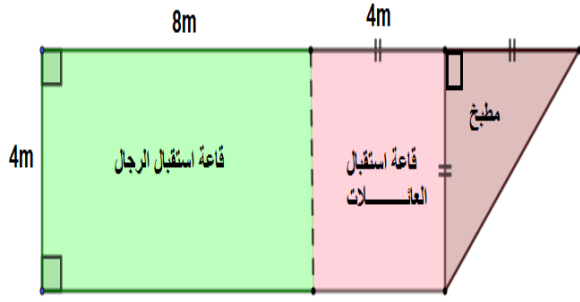 8m
4m
4m
قاعة استقبال الرجال
قاعة استقبال
العائـــــلات
مطبخ